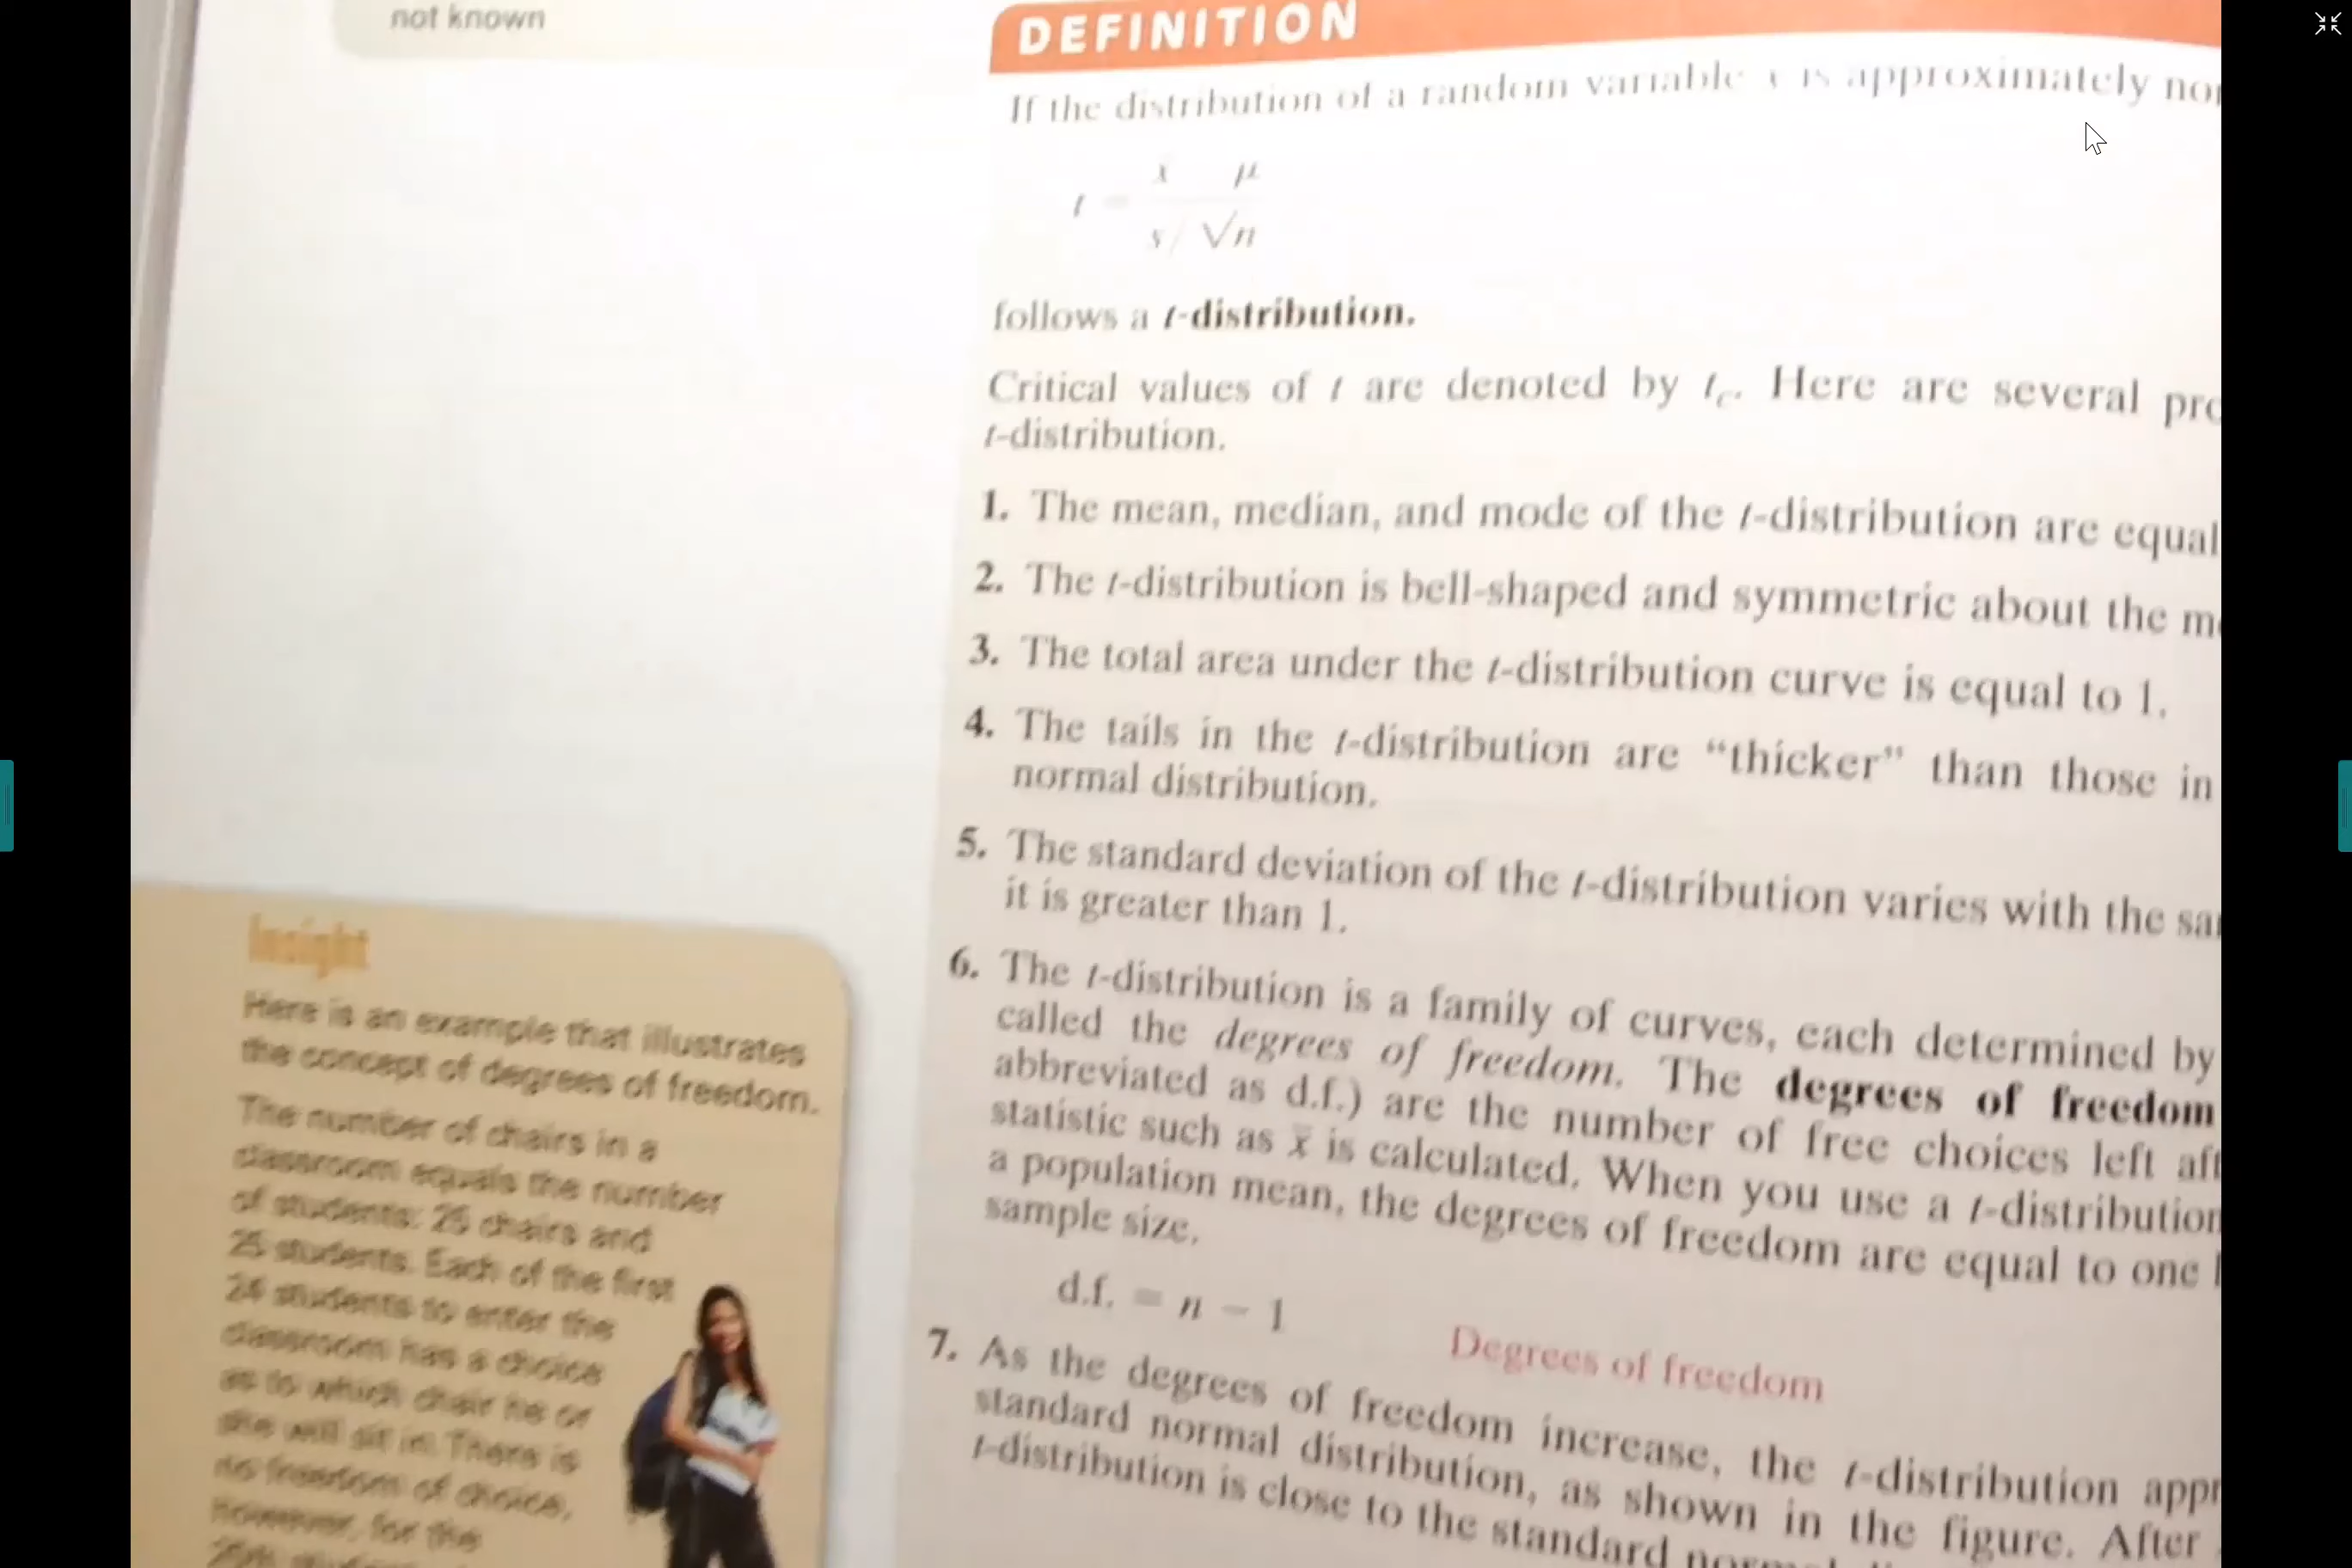 not known
DEFINITION
If the distribution of a random variable x is approximately
t = x̄ μ
s / √n
follows a t-distribution.
Critical values of t are denoted by t_c. Here are several
t-distribution.
1. The mean, median, and mode of the t-distribution are equal
2. The t-distribution is bell-shaped and symmetric about the
3. The total area under the t-distribution curve is equal to 1.
4. The tails in the t-distribution are “thicker” than those in
normal distribution.
5. The standard deviation of the t-distribution varies with the
it is greater than 1.
6. The t-distribution is a family of curves, each determined by
called the degrees of freedom. The degrees of freedom
abbreviated as d.f.) are the number of free choices left
statistic such as x̄ is calculated. When you use a t-distribution
a population mean, the degrees of freedom are equal to one
sample size.
d.f. = n − 1 Degrees of freedom
7. As the degrees of freedom increase, the t-distribution
standard normal distribution, as shown in the figure. After
t-distribution is close to the standard
Insight
Here is an example that illustrates
the concept of degrees of freedom.
The number of chairs in a
classroom equals the number
of students: 25 chairs and
25 students. Each of the first
24 students to enter the
classroom has a choice
as to which chair he or
she will sit in. There is
no freedom of choice,
however, for the